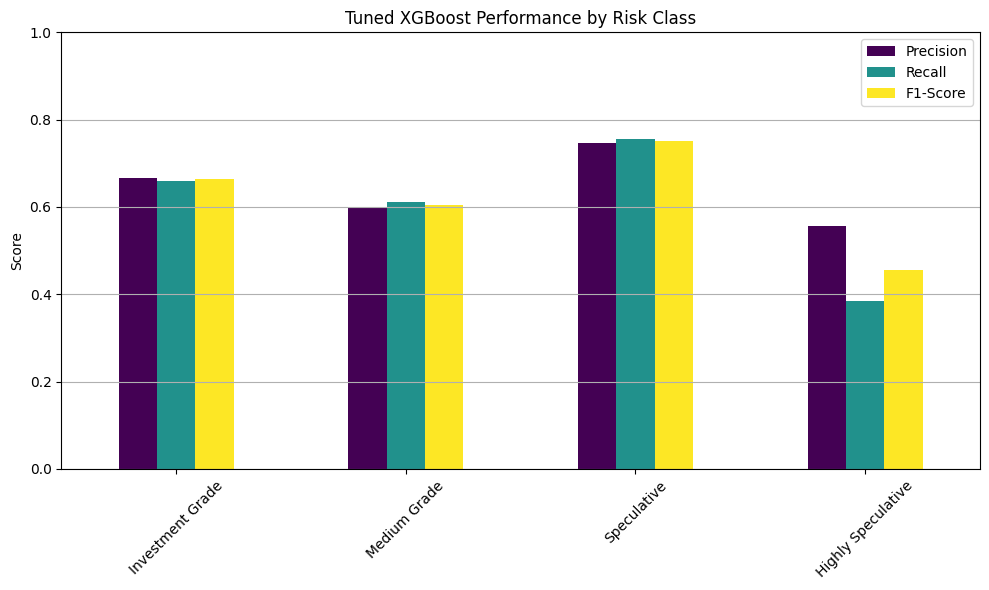 Tuned XGBoost Performance by Risk Class
Precision
Recall
F1-Score
Score
1.0
0.8
0.6
0.4
0.2
0.0
Investment Grade
Medium Grade
Speculative
Highly Speculative